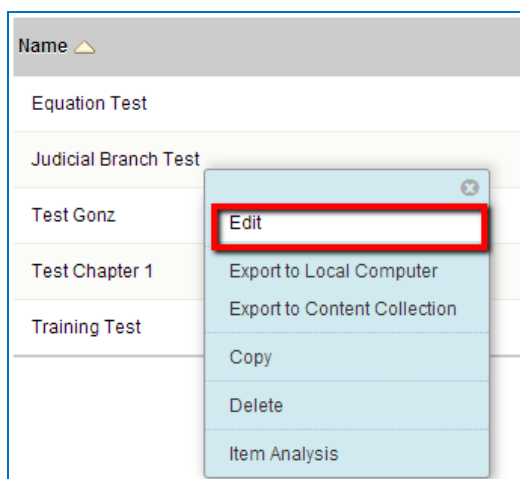 Name
Equation Test
Judicial Branch Test
Test Gonz
Test Chapter 1
Training Test
Edit
Export to Local Computer
Export to Content Collection
Copy
Delete
Item Analysis